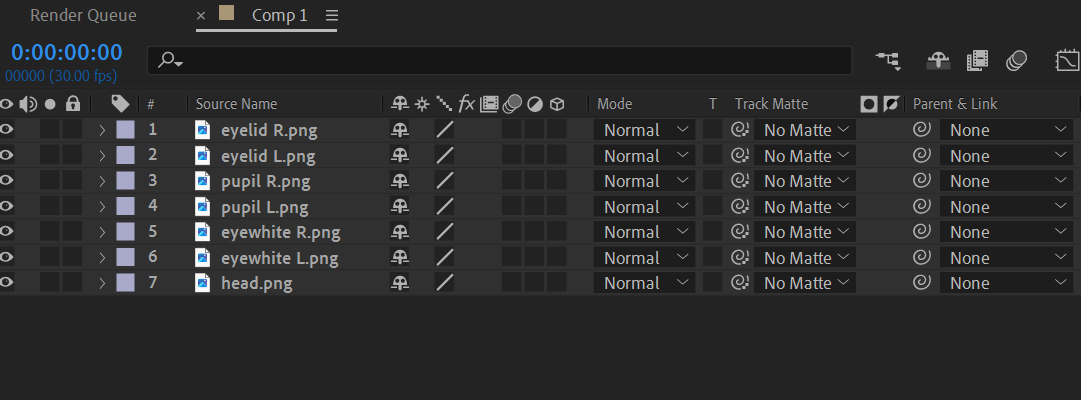 Render Queue × Comp 1
0:00:00:00
00000 (30.00 fps)
# Source Name fx Mode T Track Matte Parent & Link
1 eyelid R.png Normal No Matte None
2 eyelid L.png Normal No Matte None
3 pupil R.png Normal No Matte None
4 pupil L.png Normal No Matte None
5 eyewhite R.png Normal No Matte None
6 eyewhite L.png Normal No Matte None
7 head.png Normal No Matte None